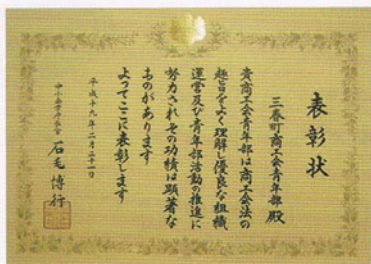 表彰状
三春町商工会青年部殿
貴商工会青年部は商工会法の
趣旨をよく理解し優良な組織
運営及び青年部活動の推進に
努力されその功績は顕著な
ものがあります
よってここに表彰します
平成十九年二月二十一日
中小企業庁長官 石毛博行